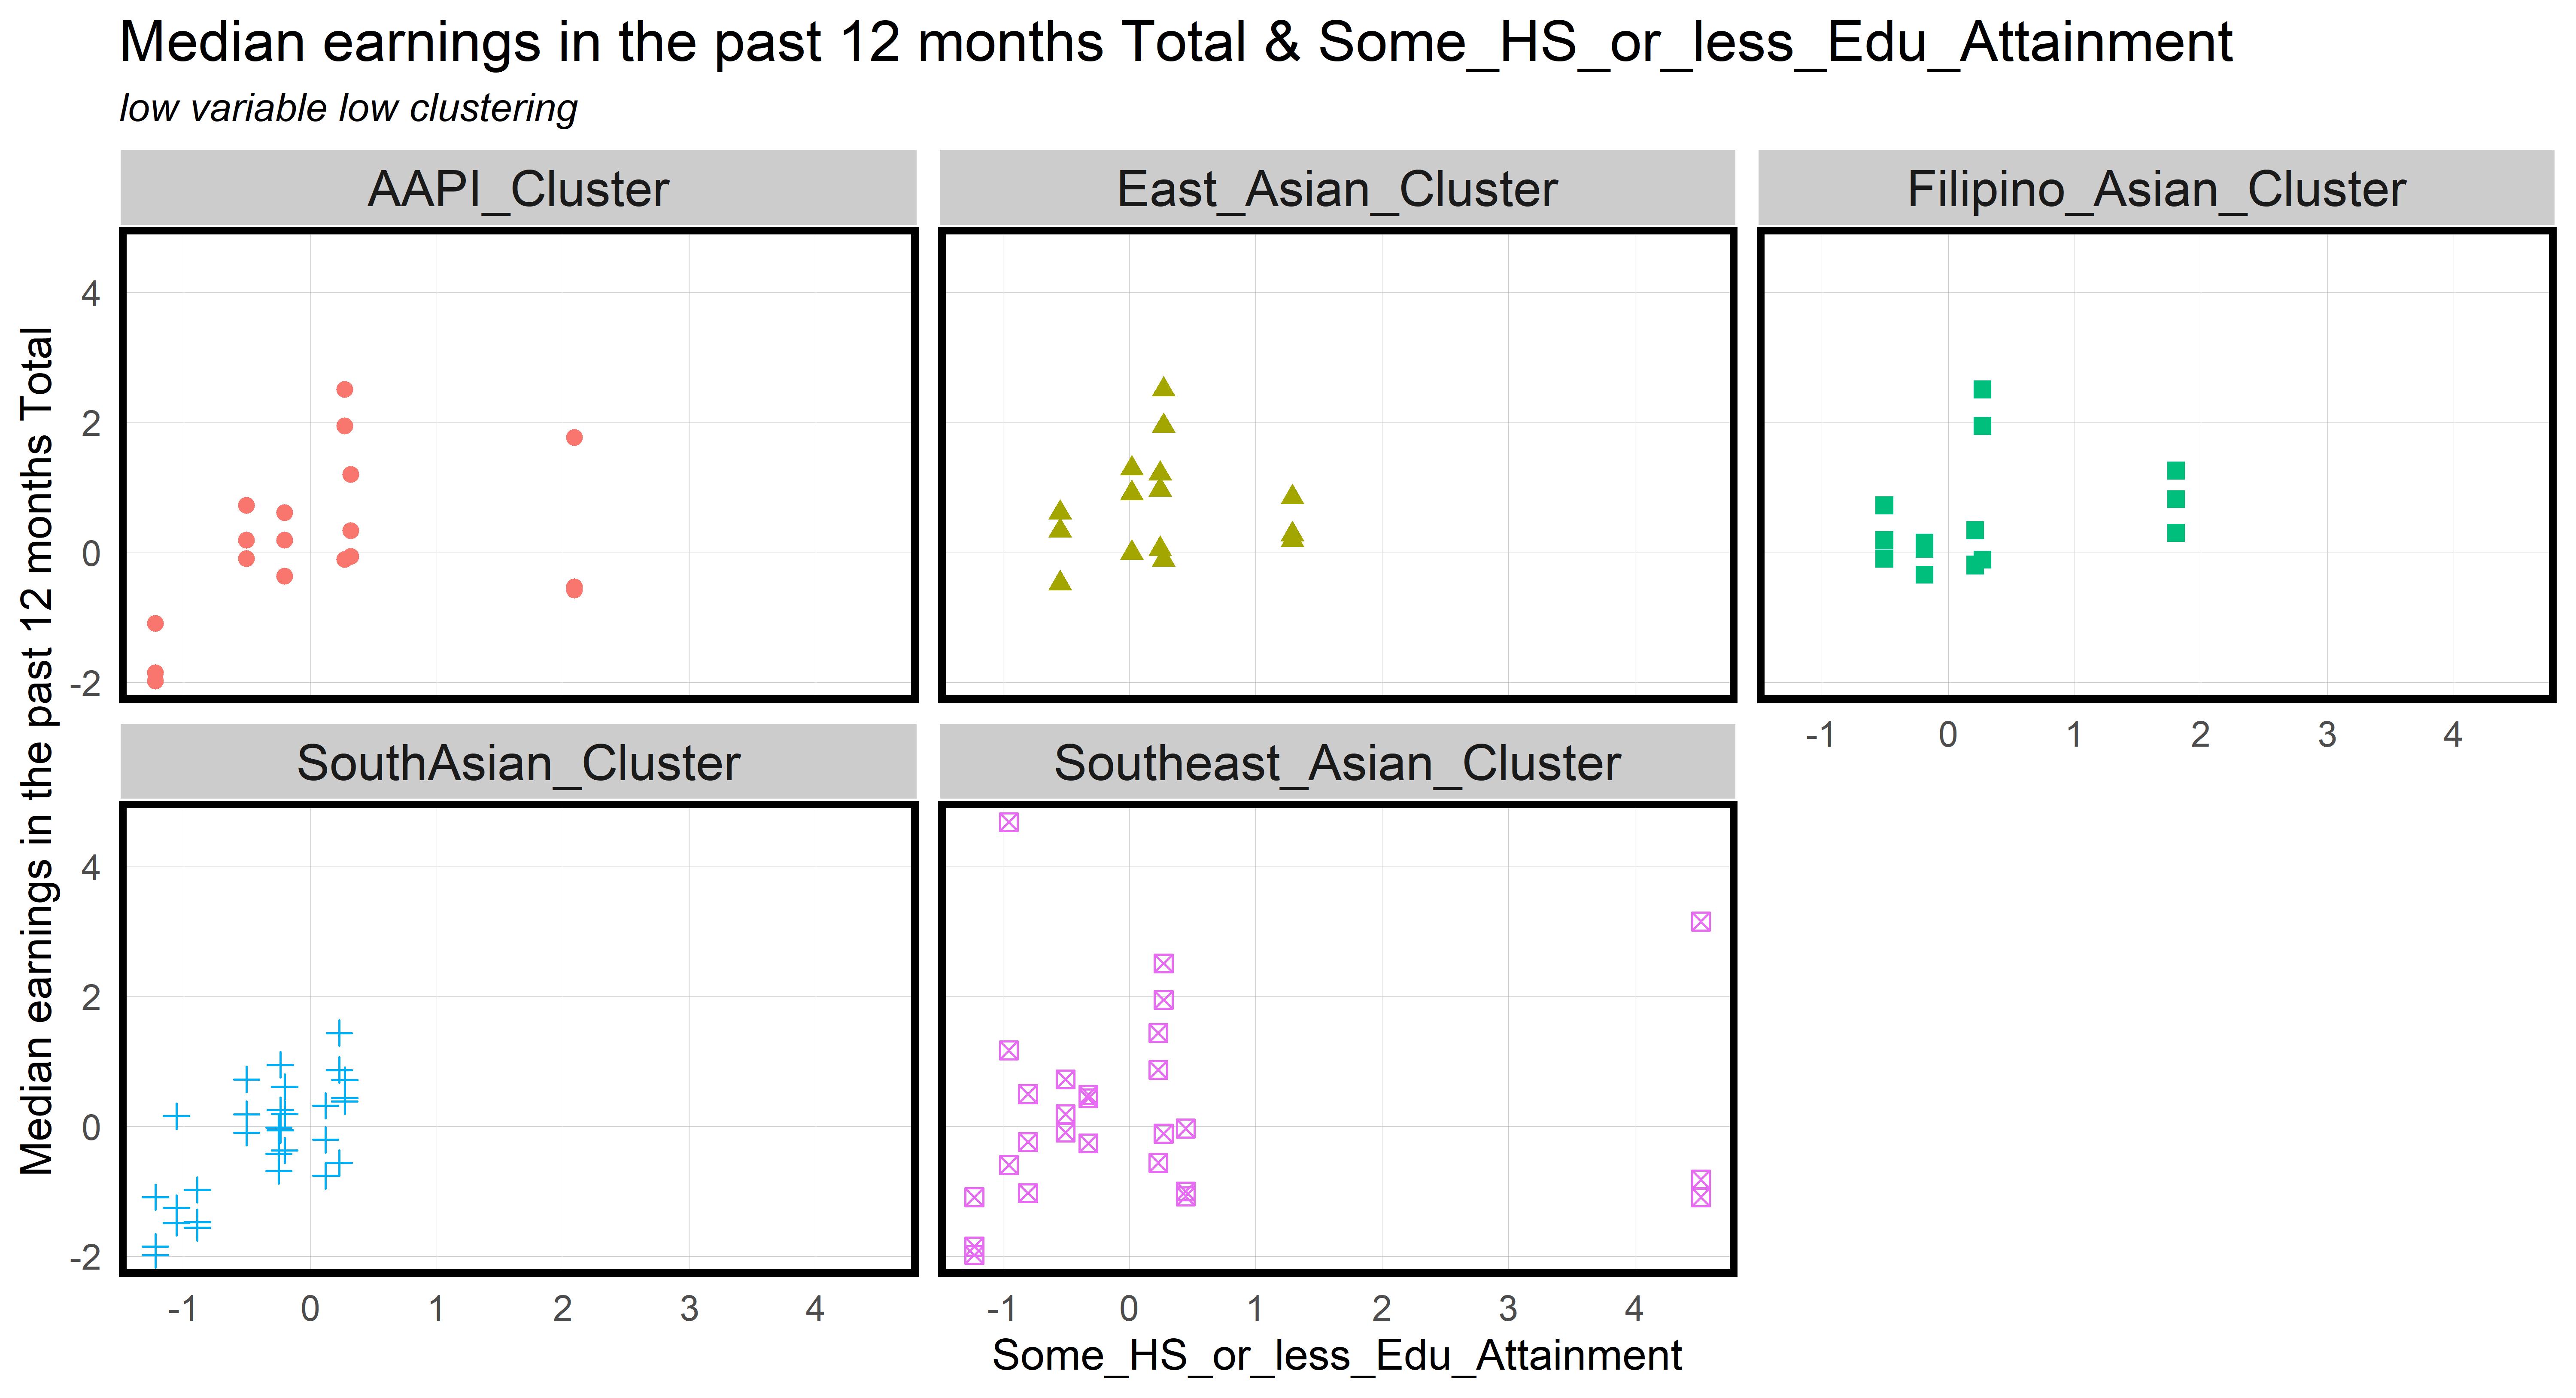 Median earnings in the past 12 months Total & Some_HS_or_less_Edu_Attainment
low variable low clustering
AAPI_Cluster
East_Asian_Cluster
Filipino_Asian_Cluster
Median earnings in the past 12 months Total
4
2
0
-2
-1 0 1 2 3 4
SouthAsian_Cluster
Southeast_Asian_Cluster
4
2
0
-2
-1 0 1 2 3 4
-1 0 1 2 3 4
Some_HS_or_less_Edu_Attainment